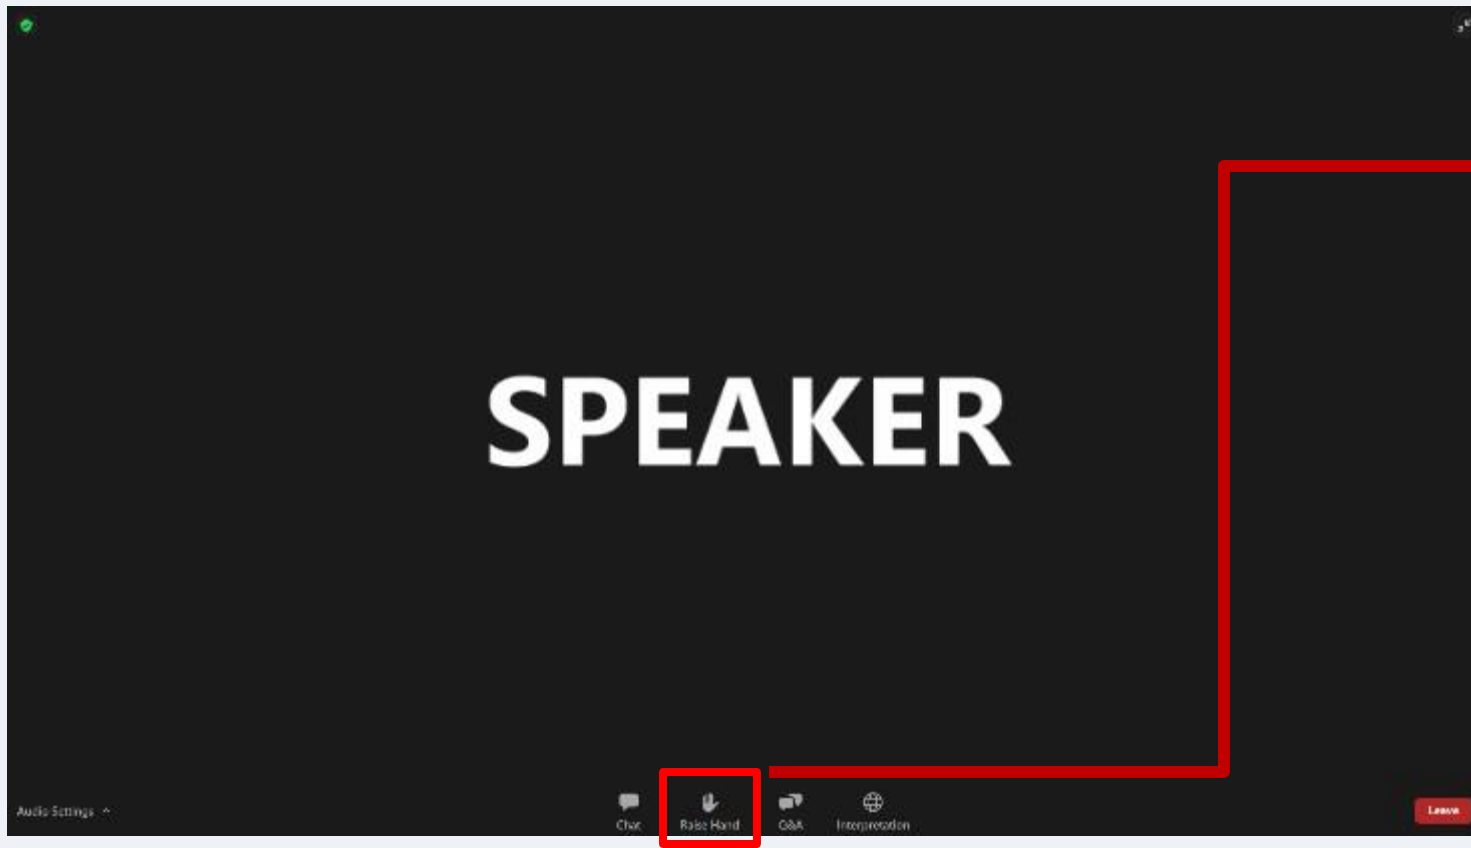 SPEAKER
Audio Settings
Chat
Raise Hand
Q&A
Interpretation
Leave